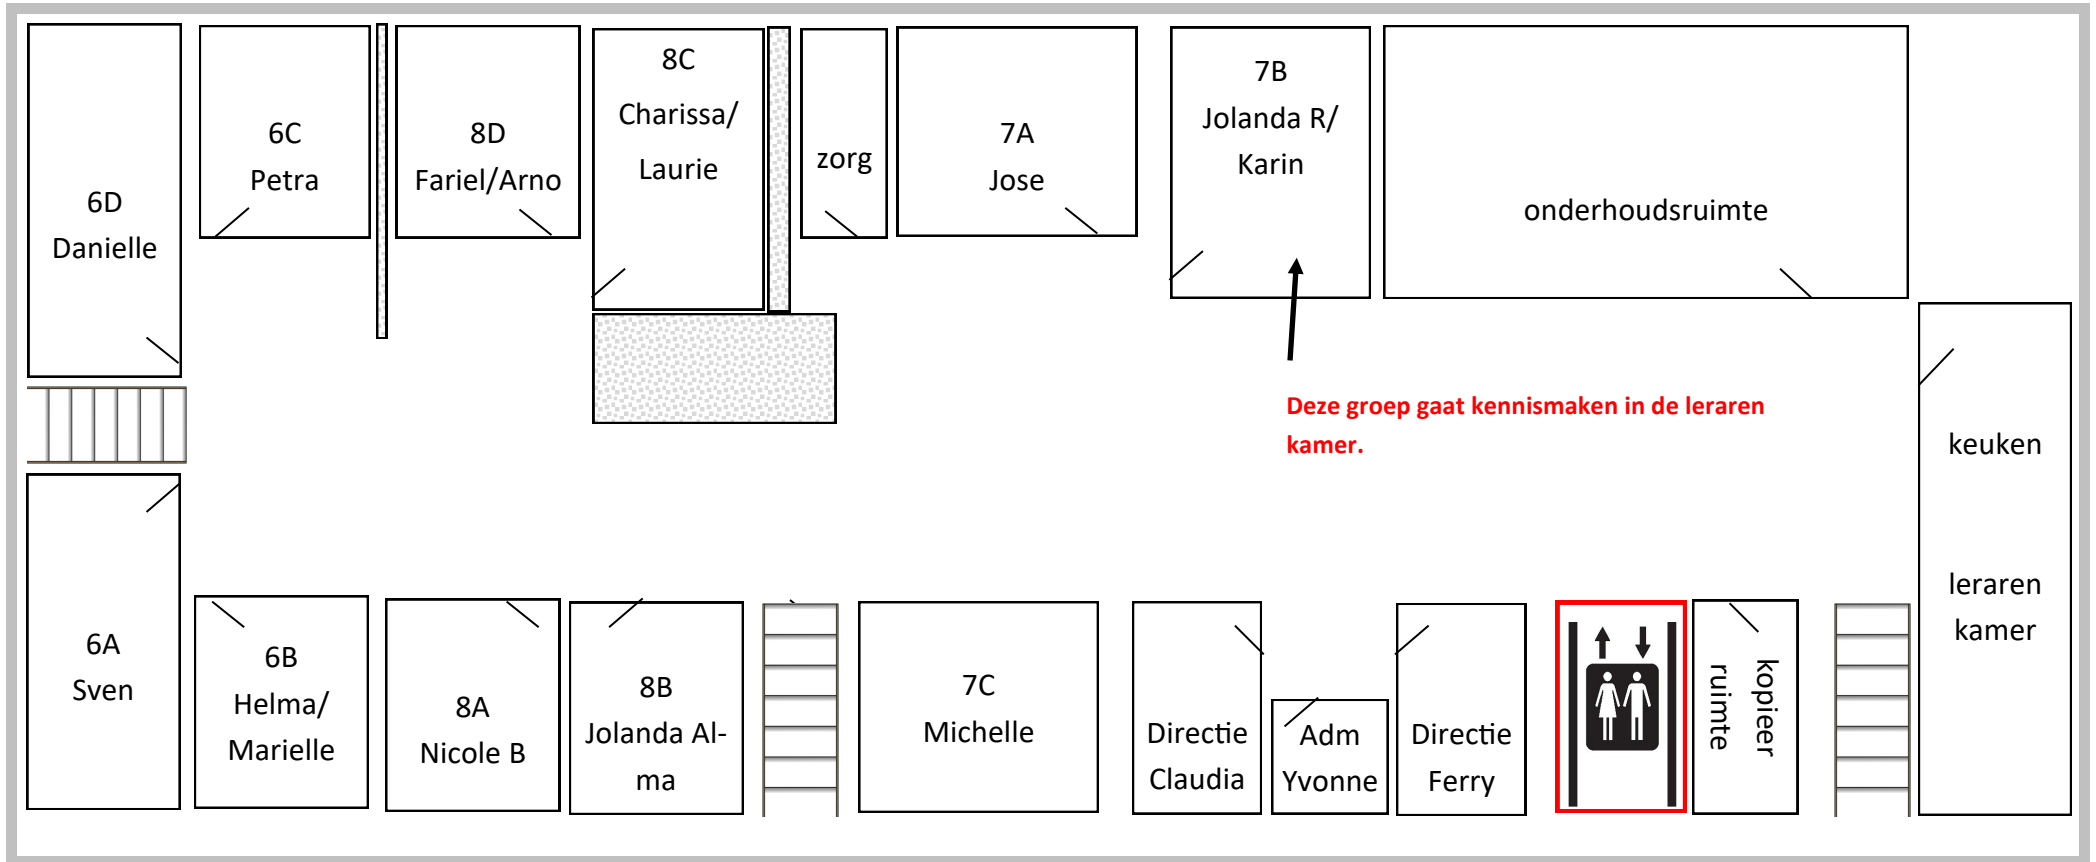 6D
Danielle
6C
Petra
8D
Fariel/Arno
8C
Charissa/
Laurie
zorg
7A
Jose
7B
Jolanda R/
Karin
onderhoudsruimte
Deze groep gaat kennismaken in de leraren
kamer.
keuken
leraren
kamer
6A
Sven
6B
Helma/
Marielle
8A
Nicole B
8B
Jolanda Al-
ma
7C
Michelle
Directie
Claudia
Adm
Yvonne
Directie
Ferry
kopieer
ruimte